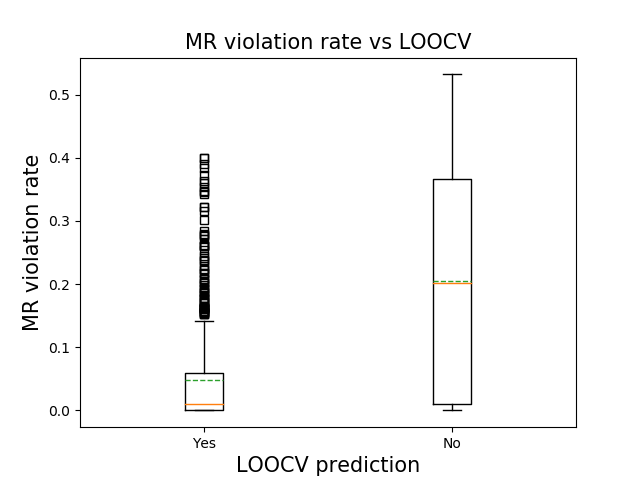 MR violation rate vs LOOCV
MR violation rate
0.5
0.4
0.3
0.2
0.1
0.0
Yes
No
LOOCV prediction